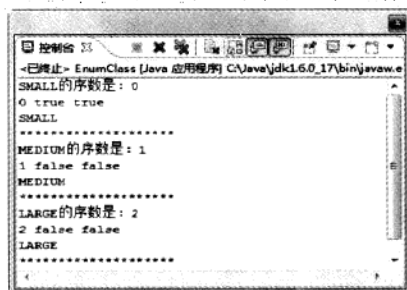 控制台
<已终止> EnumClass [Java 应用程序] C:\Java\jdk1.6.0_17\bin\javaw.e
SMALL的序数是：0
0 true true
SMALL
********************
MEDIUM的序数是：1
1 false false
MEDIUM
********************
LARGE的序数是：2
2 false false
LARGE
********************